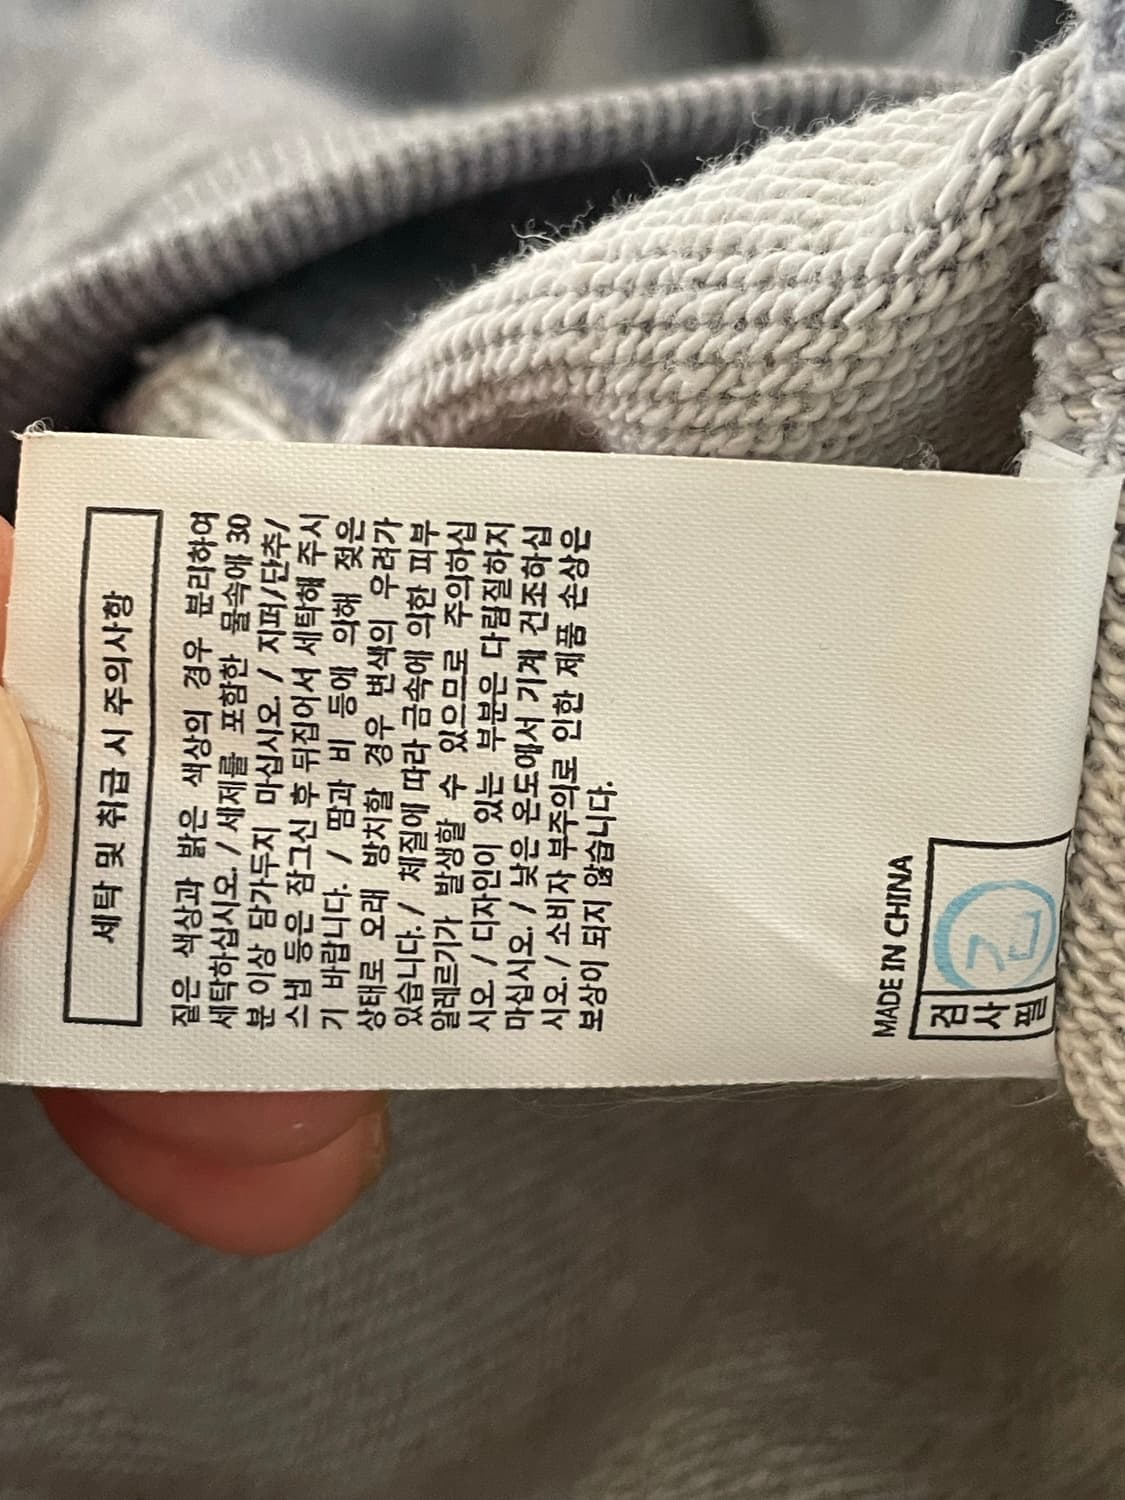 세탁 및 취급 시 주의사항
짙은 색상과 밝은 색상의 경우 분리하여
세탁하십시오. / 세제를 포함한 물속에 30
분 이상 담가두지 마십시오. / 지퍼/단추/
스냅 등은 잠그신 후 뒤집어서 세탁해 주시
기 바랍니다. / 땀과 비 등에 의해 젖은
상태로 오래 방치할 경우 변색의 우려가
있습니다. / 체질에 따라 금속에 의한 피부
알레르기가 발생할 수 있으므로 주의하십
시오. / 디자인이 있는 부분은 다림질하지
마십시오. / 낮은 온도에서 기계 건조하십
시오. / 소비자 부주의로 인한 제품 손상은
보상이 되지 않습니다.
MADE IN CHINA
검
사
필
검